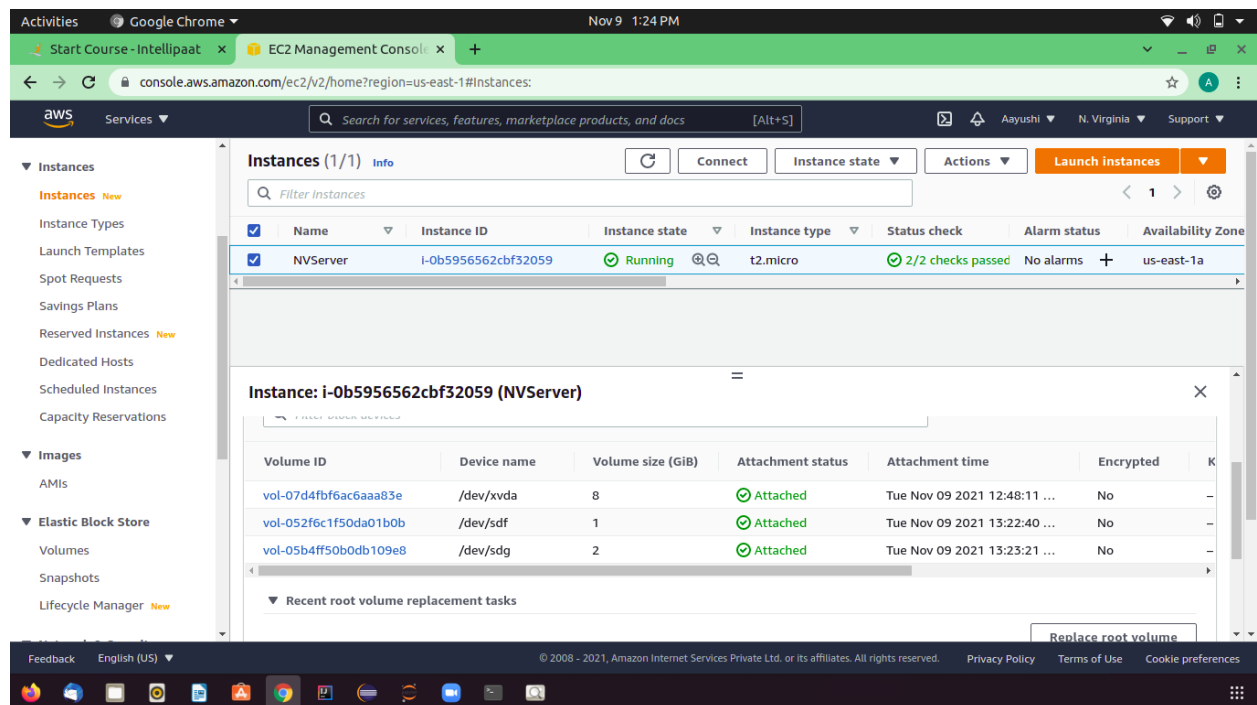 Activities Google Chrome Nov 9 1:24 PM
Start Course - Intellipaat EC2 Management Console
console.aws.amazon.com/ec2/v2/home?region=us-east-1#Instances: A
aws Services Search for services, features, marketplace products, and docs [Alt+S] Aayushi N. Virginia Support
Instances
Instances New
Instance Types
Launch Templates
Spot Requests
Savings Plans
Reserved Instances New
Dedicated Hosts
Scheduled Instances
Capacity Reservations
Images
AMIs
Elastic Block Store
Volumes
Snapshots
Lifecycle Manager New
Instances (1/1) Info Connect Instance state Actions Launch instances
Filter instances 1
Name Instance ID Instance state Instance type Status check Alarm status Availability Zone
NVServer i-0b5956562cbf32059 Running t2.micro 2/2 checks passed No alarms + us-east-1a
Instance: i-0b5956562cbf32059 (NVServer)
Filter block devices
Volume ID Device name Volume size (GiB) Attachment status Attachment time Encrypted K
vol-07d4fbf6ac6aaa83e /dev/xvda 8 Attached Tue Nov 09 2021 12:48:11 ... No –
vol-052f6c1f50da01b0b /dev/sdf 1 Attached Tue Nov 09 2021 13:22:40 ... No –
vol-05b4ff50b0db109e8 /dev/sdg 2 Attached Tue Nov 09 2021 13:23:21 ... No –
Recent root volume replacement tasks
Replace root volume
Feedback English (US) © 2008 - 2021, Amazon Internet Services Private Ltd. or its affiliates. All rights reserved. Privacy Policy Terms of Use Cookie preferences